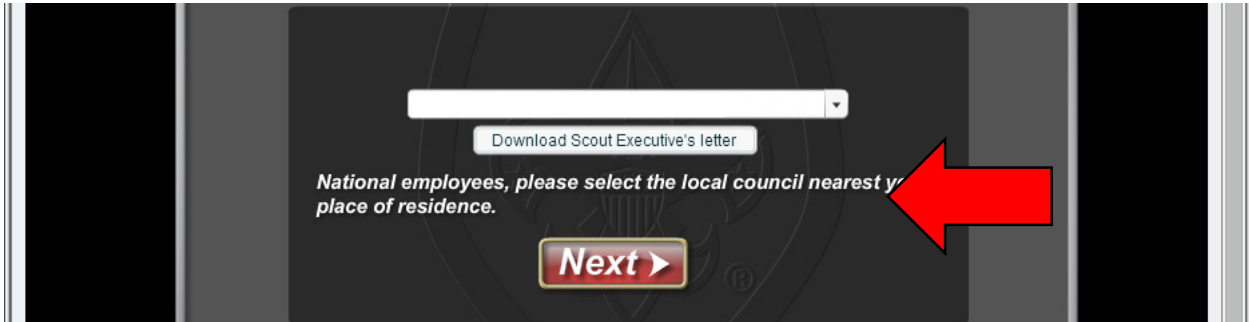 Download Scout Executive's letter
National employees, please select the local council nearest
place of residence.
Next
®